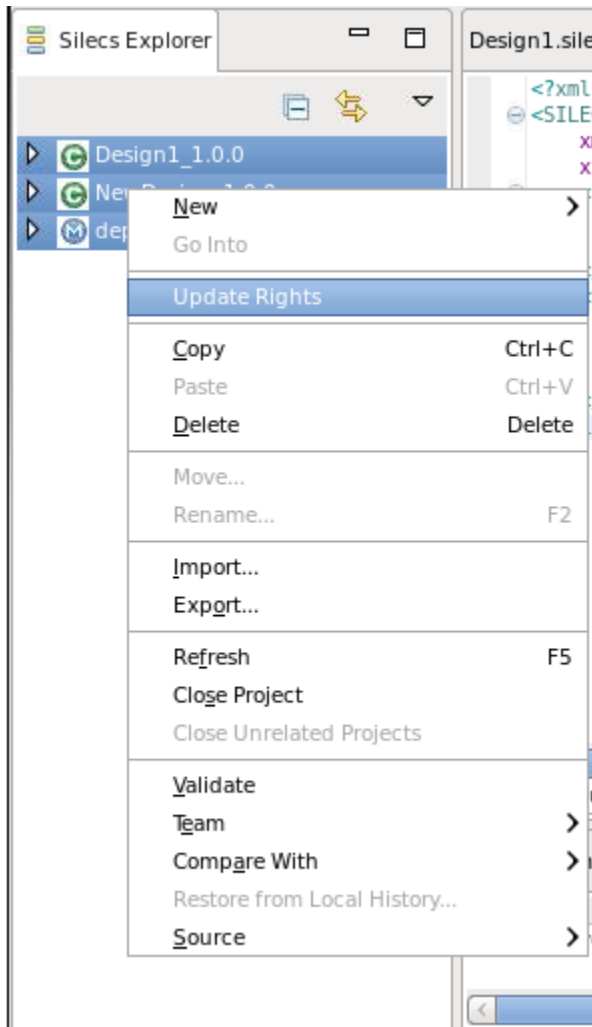 Silecs Explorer
Design1.sile
<?xml
<SILE
Design1_1.0.0
dep
New
Go Into
Update Rights
Copy Ctrl+C
Paste Ctrl+V
Delete Delete
Move...
Rename... F2
Import...
Export...
Refresh F5
Close Project
Close Unrelated Projects
Validate
Team
Compare With
Restore from Local History...
Source